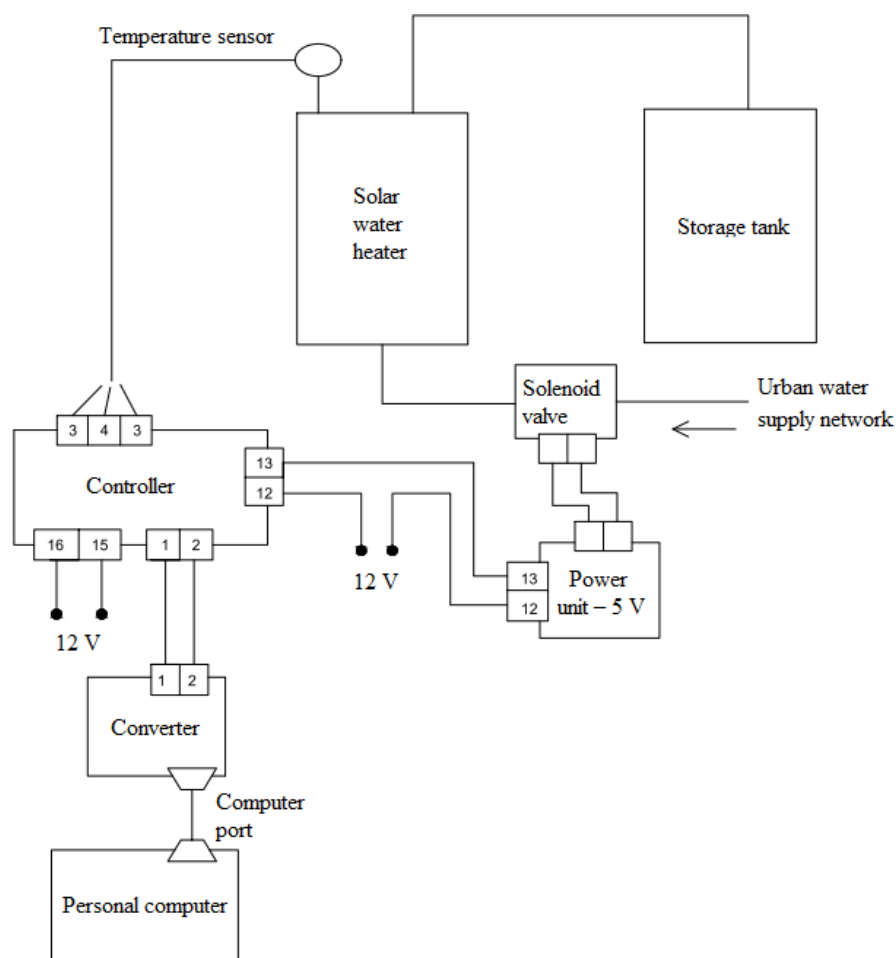 Temperature sensor
Solar
water
heater
Storage tank
Solenoid
valve
Urban water
supply network
3 4 3
Controller
13
12
16 15 1 2
12 V
12 V
13
12
Power
unit – 5 V
1 2
Converter
Computer
port
Personal computer